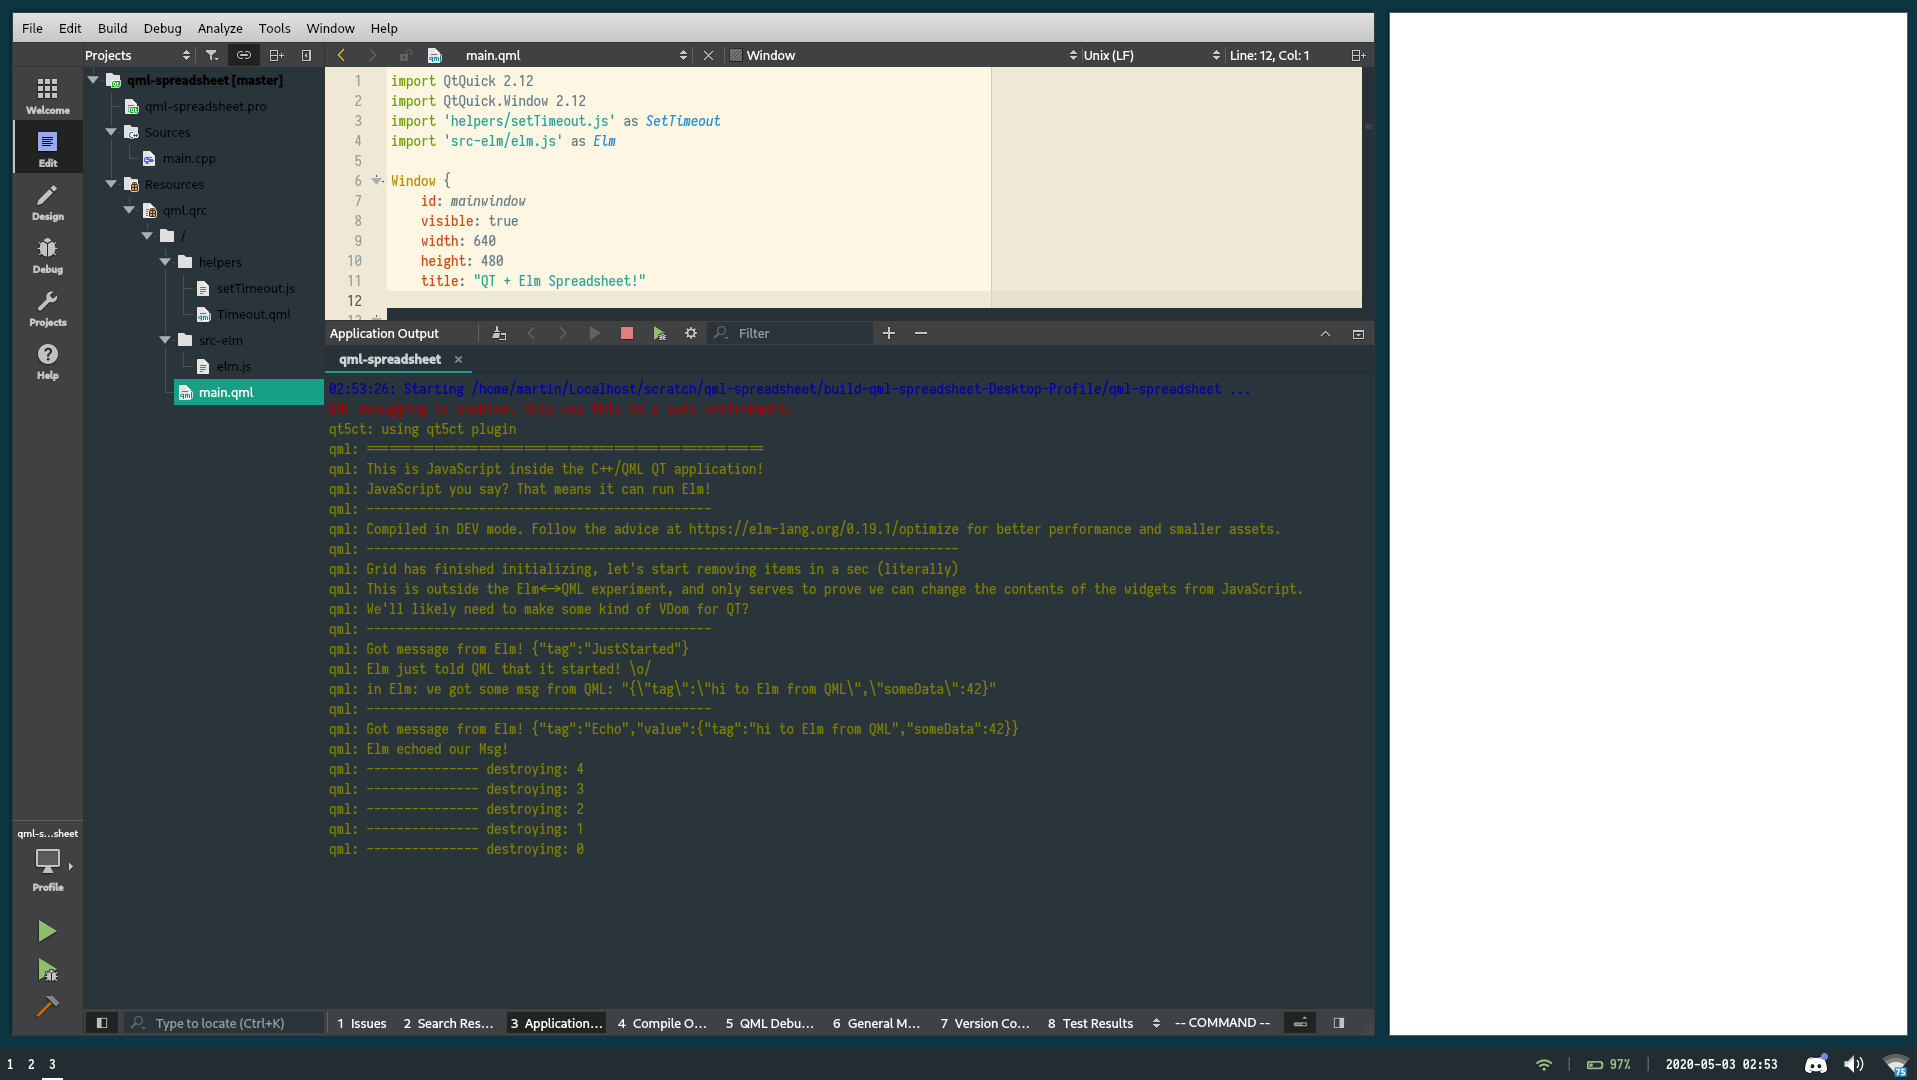 File Edit Build Debug Analyze Tools Window Help
Projects
main.qml
Window
Unix (LF)
Line: 12, Col: 1
Welcome
Edit
Design
Debug
Projects
Help
qml-spreadsheet [master]
qml-spreadsheet.pro
Sources
main.cpp
Resources
qml.qrc
/
helpers
setTimeout.js
Timeout.qml
src-elm
elm.js
main.qml
1 import QtQuick 2.12
2 import QtQuick.Window 2.12
3 import 'helpers/setTimeout.js' as SetTimeout
4 import 'src-elm/elm.js' as Elm
5
6 Window {
7 id: mainwindow
8 visible: true
9 width: 640
10 height: 480
11 title: "QT + Elm Spreadsheet!"
12
Application Output
Filter
qml-spreadsheet
02:53:26: Starting /home/martin/Localhost/scratch/qml-spreadsheet/build-qml-spreadsheet-Desktop-Profile/qml-spreadsheet ...
QML debugging is enabled. Only use this in a safe environment.
qt5ct: using qt5ct plugin
qml: =====================================================
qml: This is JavaScript inside the C++/QML QT application!
qml: JavaScript you say? That means it can run Elm!
qml: ----------------------------------------------
qml: Compiled in DEV mode. Follow the advice at https://elm-lang.org/0.19.1/optimize for better performance and smaller assets.
qml: -------------------------------------------------------------------------------
qml: Grid has finished initializing, let's start removing items in a sec (literally)
qml: This is outside the Elm<->QML experiment, and only serves to prove we can change the contents of the widgets from JavaScript.
qml: We'll likely need to make some kind of VDom for QT?
qml: ----------------------------------------------
qml: Got message from Elm! {"tag":"JustStarted"}
qml: Elm just told QML that it started! \o/
qml: in Elm: we got some msg from QML: "{\"tag\":\"hi to Elm from QML\",\"someData\":42}"
qml: ----------------------------------------------
qml: Got message from Elm! {"tag":"Echo","value":{"tag":"hi to Elm from QML","someData":42}}
qml: Elm echoed our Msg!
qml: --------------- destroying: 4
qml: --------------- destroying: 3
qml: --------------- destroying: 2
qml: --------------- destroying: 1
qml: --------------- destroying: 0
qml-s...sheet
Profile
Type to locate (Ctrl+K)
1 Issues 2 Search Res... 3 Application... 4 Compile O... 5 QML Debu... 6 General M... 7 Version Co... 8 Test Results -- COMMAND --
1 2 3
97% 2020-05-03 02:53
75